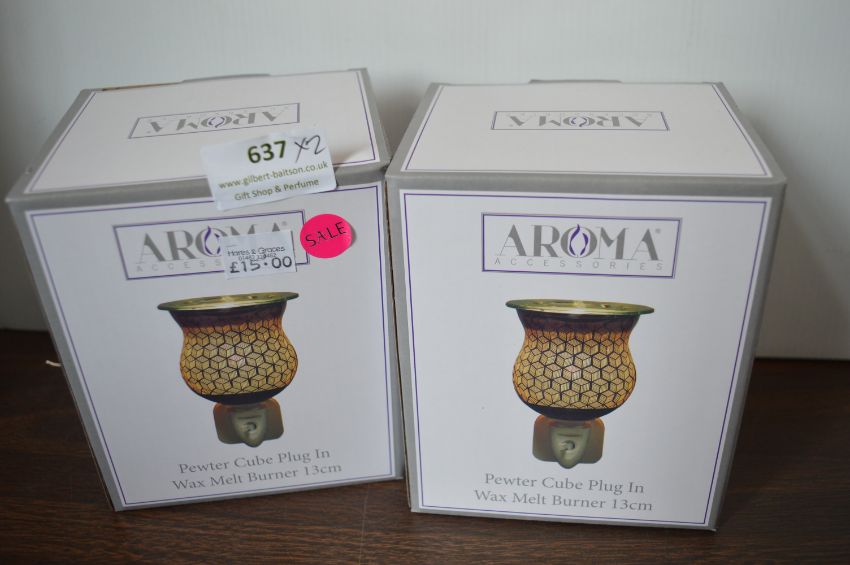 AROMA
637 x2
www.gilbert-baitson.co.uk
Gift Shop & Perfume
AROMA
ACCESS
Hares & Graces
£15.00
SALE
Pewter Cube Plug In
Wax Melt Burner 13cm
AROMA
AROMA®
ACCESSORIES
Pewter Cube Plug In
Wax Melt Burner 13cm